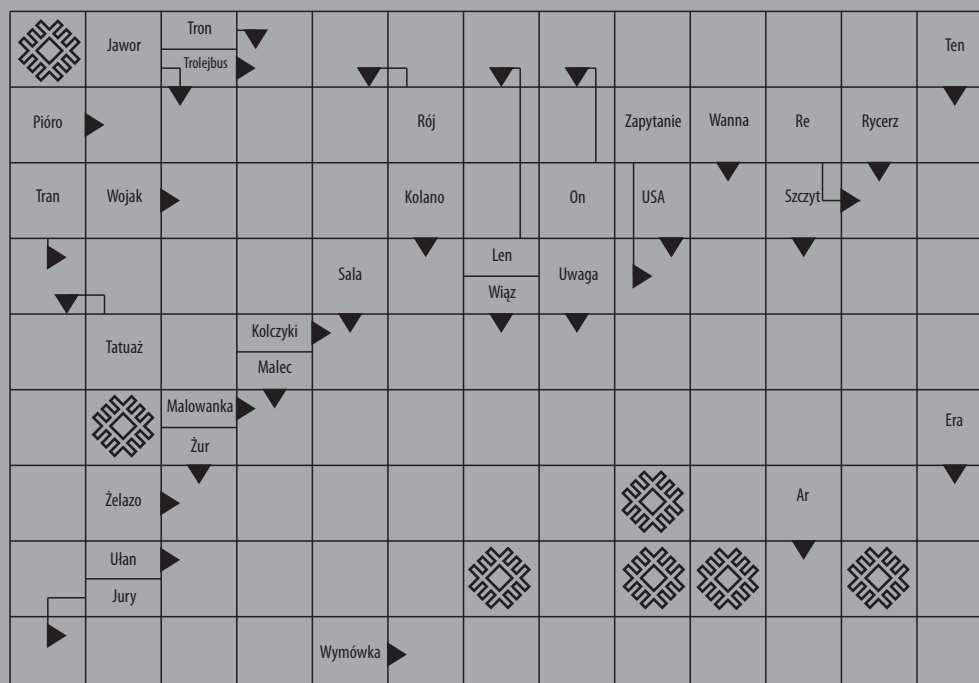 Jawor
Tron
Trolejbus
Ten
Pióro
Rój
Zapytanie
Wanna
Re
Rycerz
Tran
Wojak
Kolano
On
USA
Szczyt
Sala
Len
Wiąz
Uwaga
Tatuaż
Kolczyki
Malec
Malowanka
Żur
Era
Żelazo
Ar
Ułan
Jury
Wymówka